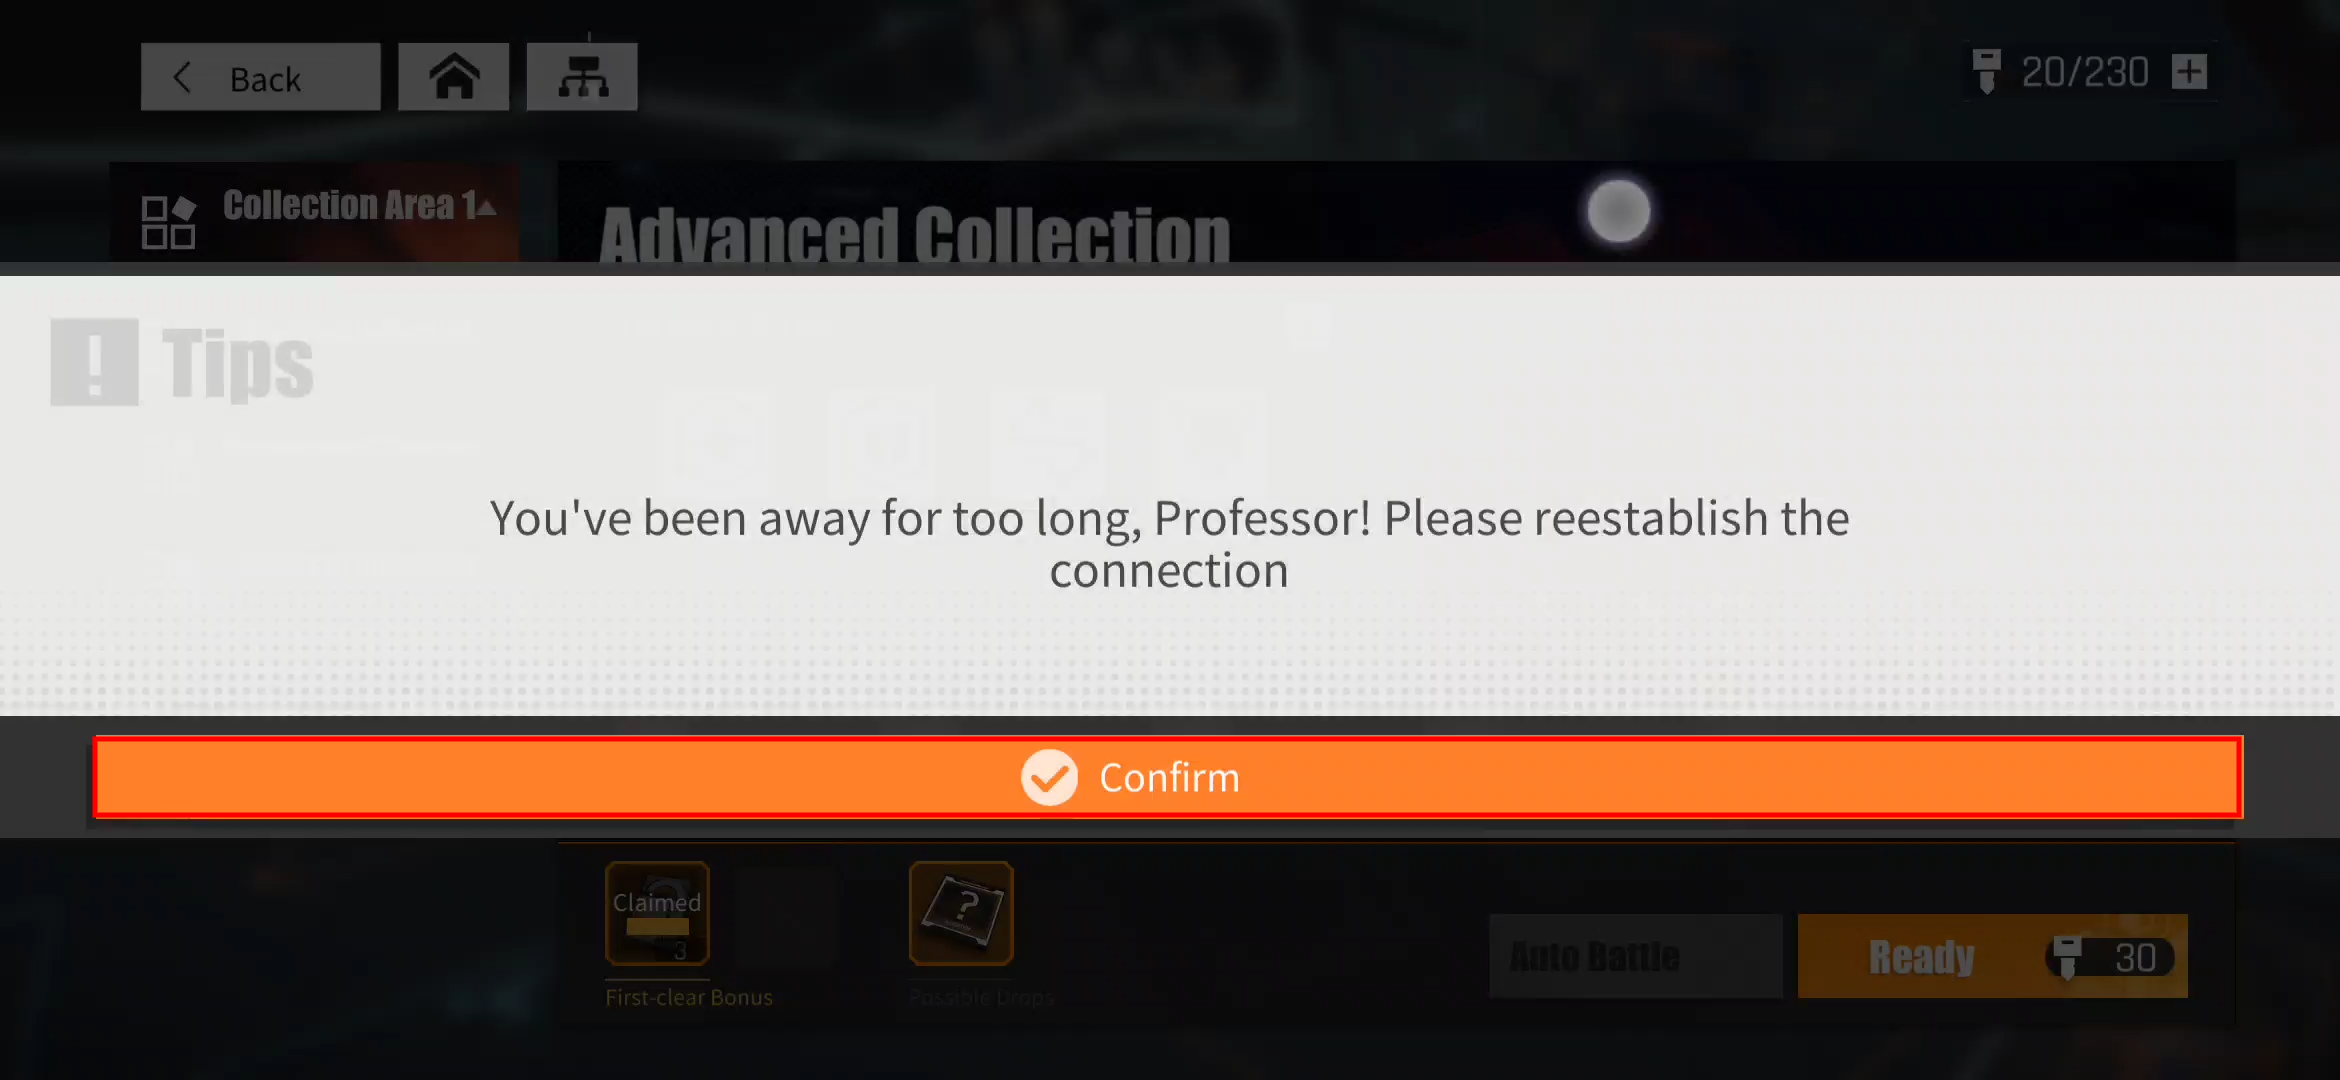 Back
20/230
Collection Area 1
Advanced Collection
Tips
You've been away for too long, Professor! Please reestablish the
connection
Confirm
Claimed
3
First-clear Bonus
Possible Drops
Auto Battle
Ready
30